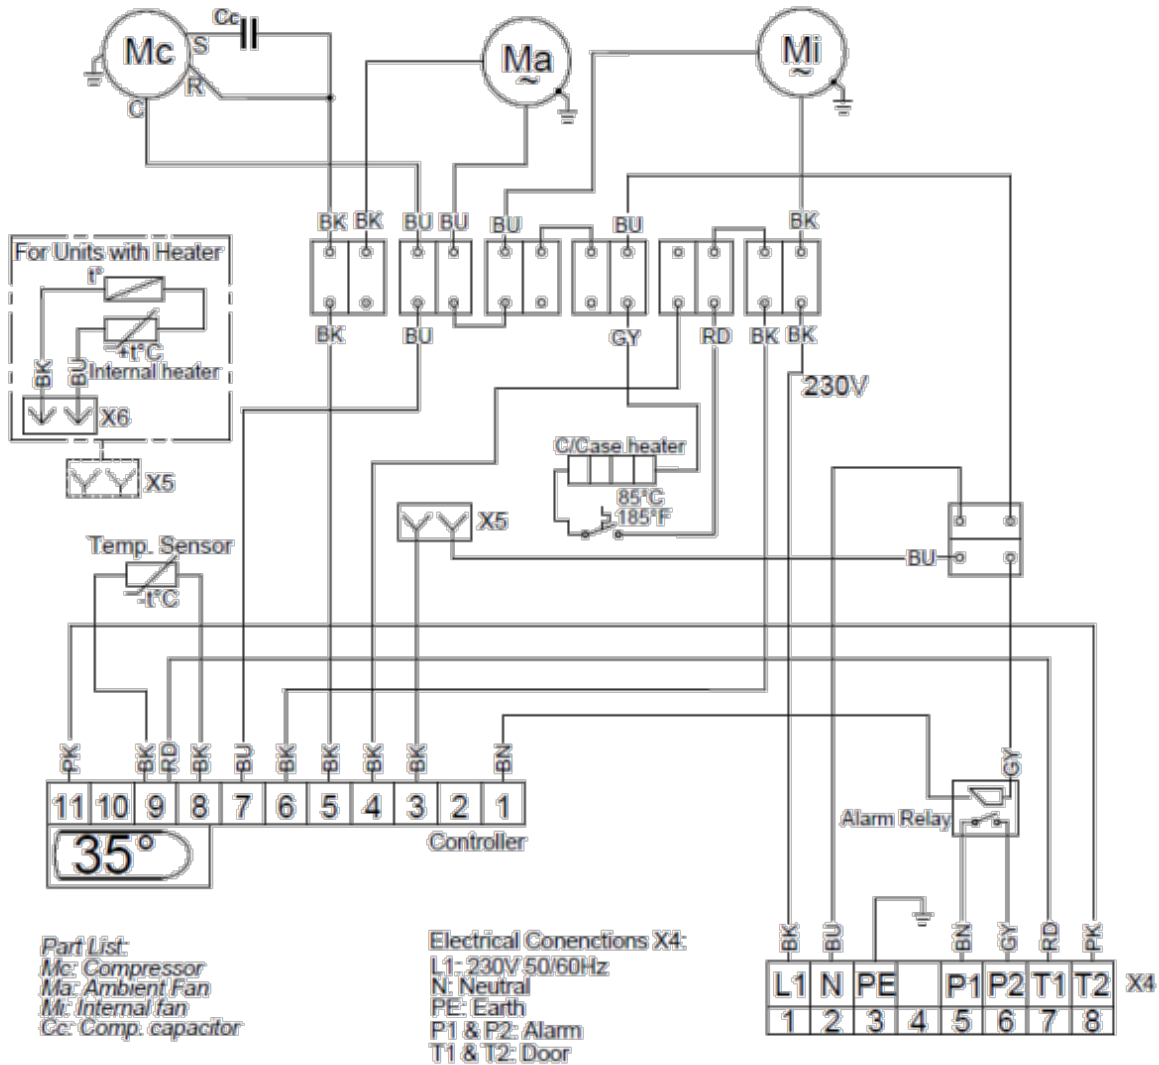 Cc
Mc S Ma ~ Mi ~
R
C
BK BK BU BU BU BU BK
For Units with Heater
t°
BK BU GY RD BK BK
+t°C
Internal heater
BK BU
230V
X6
C/Case heater
X5
85°C
185°F
X5
Temp. Sensor
BU
-t°C
PK BK RD BK BU BK BK BK BK BN GY
11 10 9 8 7 6 5 4 3 2 1
Alarm Relay
Controller
35°
BK BU BN GY RD PK
Part List:
Mc: Compressor
Ma: Ambient Fan
Mi: Internal fan
Cc: Comp. capacitor
Electrical Conenctions X4:
L1: 230V 50/60Hz
N: Neutral
PE: Earth
P1 & P2: Alarm
T1 & T2: Door
L1 N PE P1 P2 T1 T2 X4
1 2 3 4 5 6 7 8